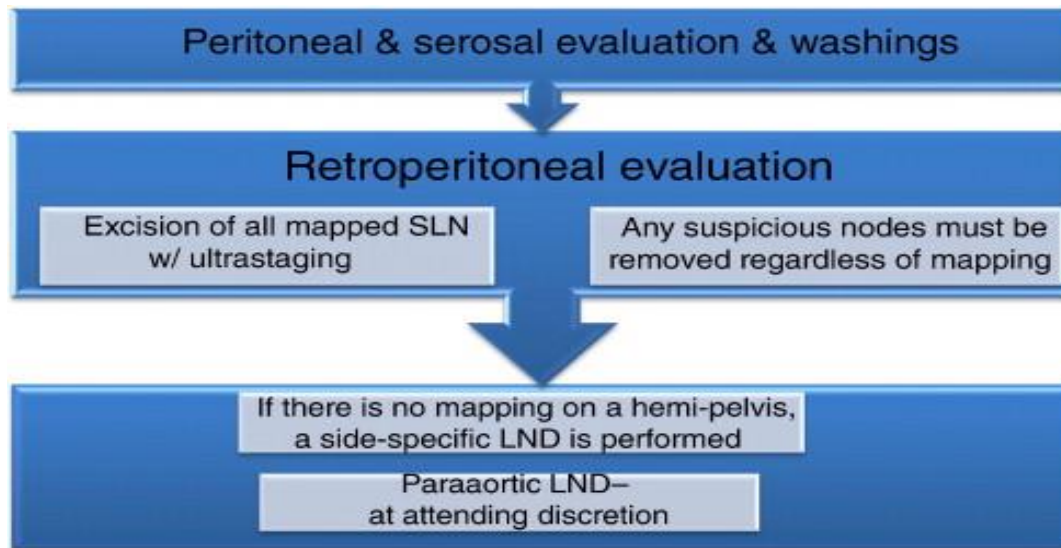 Peritoneal & serosal evaluation & washings
Retroperitoneal evaluation
Excision of all mapped SLN
w/ ultrastaging
Any suspicious nodes must be
removed regardless of mapping
If there is no mapping on a hemi-pelvis,
a side-specific LND is performed
Paraaortic LND–
at attending discretion